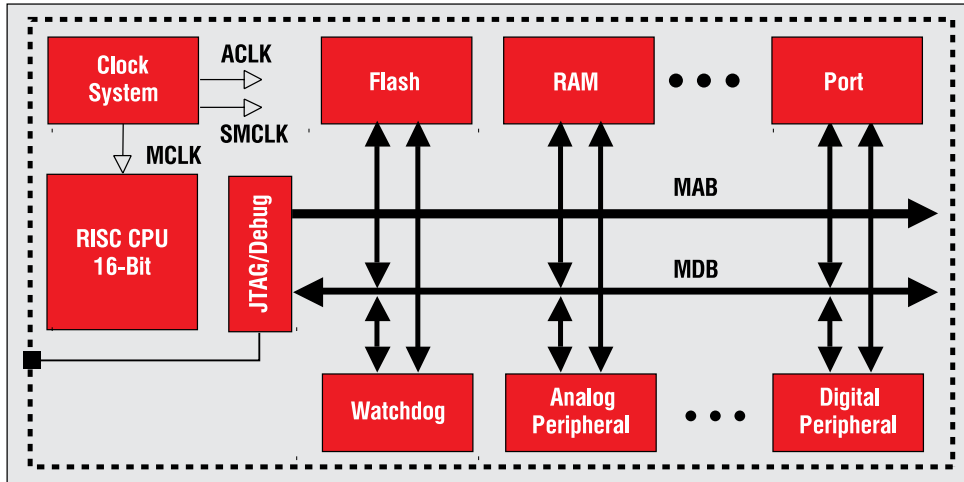 Clock
System
ACLK
SMCLK
MCLK
Flash
RAM
Port
RISC CPU
16-Bit
JTAG/Debug
MAB
MDB
Watchdog
Analog
Peripheral
Digital
Peripheral